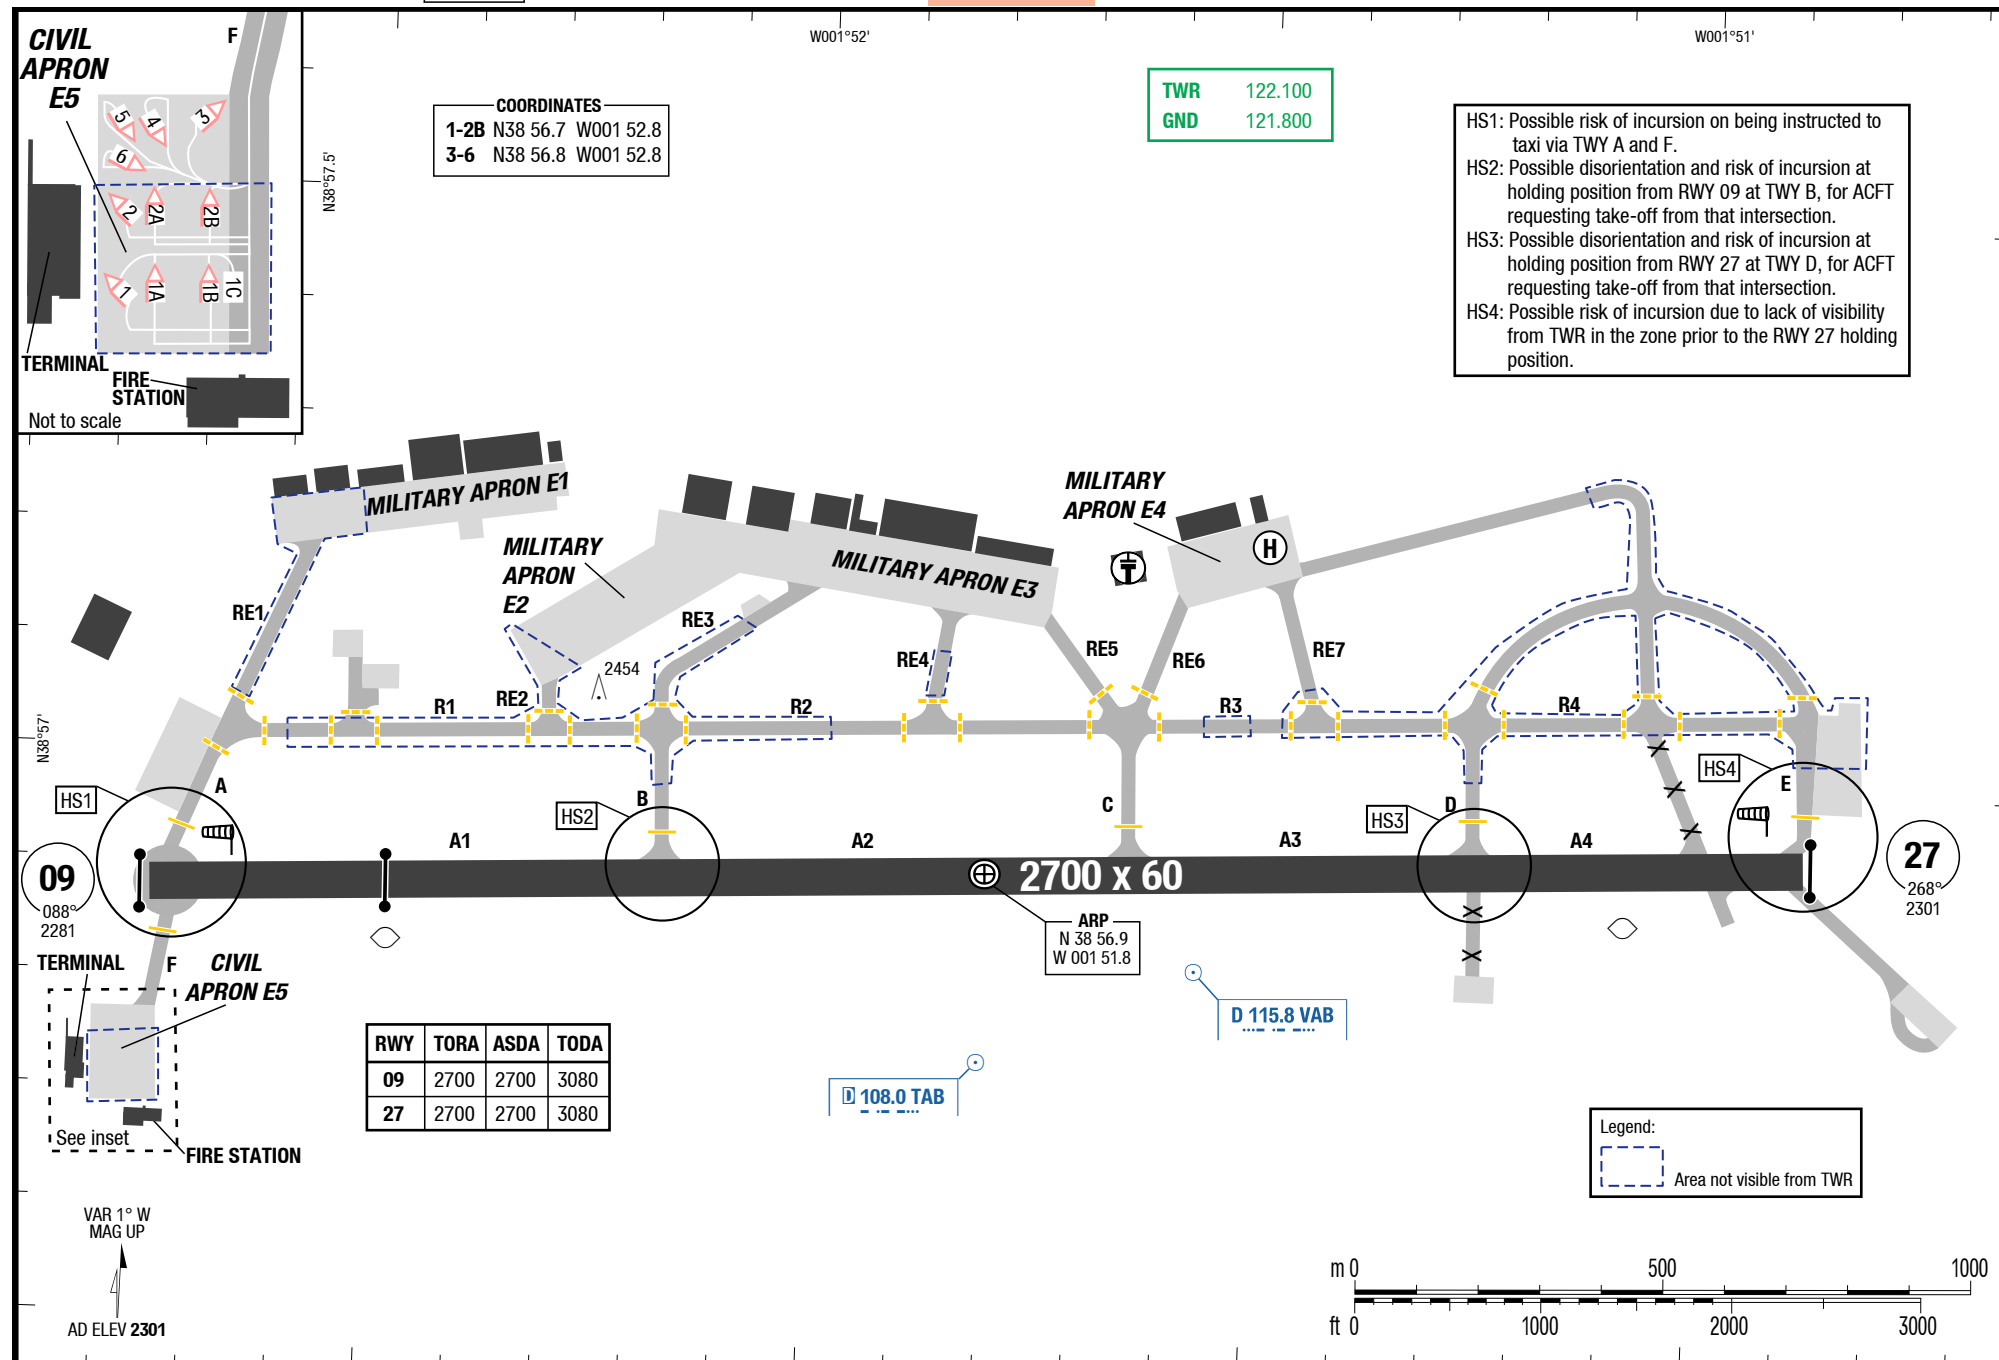 W001°52'
W001°51'
CIVIL
APRON
E5
F
5
4
3
6
2
2A
2B
1
1A
1B
1C
TERMINAL
FIRE
STATION
Not to scale
N38°57.5'
COORDINATES
1-2B N38 56.7 W001 52.8
3-6 N38 56.8 W001 52.8
TWR 122.100
GND 121.800
HS1: Possible risk of incursion on being instructed to
taxi via TWY A and F.
HS2: Possible disorientation and risk of incursion at
holding position from RWY 09 at TWY B, for ACFT
requesting take-off from that intersection.
HS3: Possible disorientation and risk of incursion at
holding position from RWY 27 at TWY D, for ACFT
requesting take-off from that intersection.
HS4: Possible risk of incursion due to lack of visibility
from TWR in the zone prior to the RWY 27 holding
position.
MILITARY APRON E1
MILITARY
APRON
E2
MILITARY APRON E3
MILITARY
APRON E4
H
T
RE1
RE2
RE3
RE4
RE5
RE6
RE7
2454
R1
R2
R3
R4
N38°57'
HS1
A
HS2
B
C
HS3
D
HS4
E
A1
A2
A3
A4
09
088°
2281
2700 x 60
27
268°
2301
ARP
N 38 56.9
W 001 51.8
TERMINAL
F
CIVIL
APRON E5
See inset
FIRE STATION
RWY TORA ASDA TODA
09 2700 2700 3080
27 2700 2700 3080
D 115.8 VAB
D 108.0 TAB
Legend:
Area not visible from TWR
VAR 1° W
MAG UP
AD ELEV 2301
m 0 500 1000
ft 0 1000 2000 3000